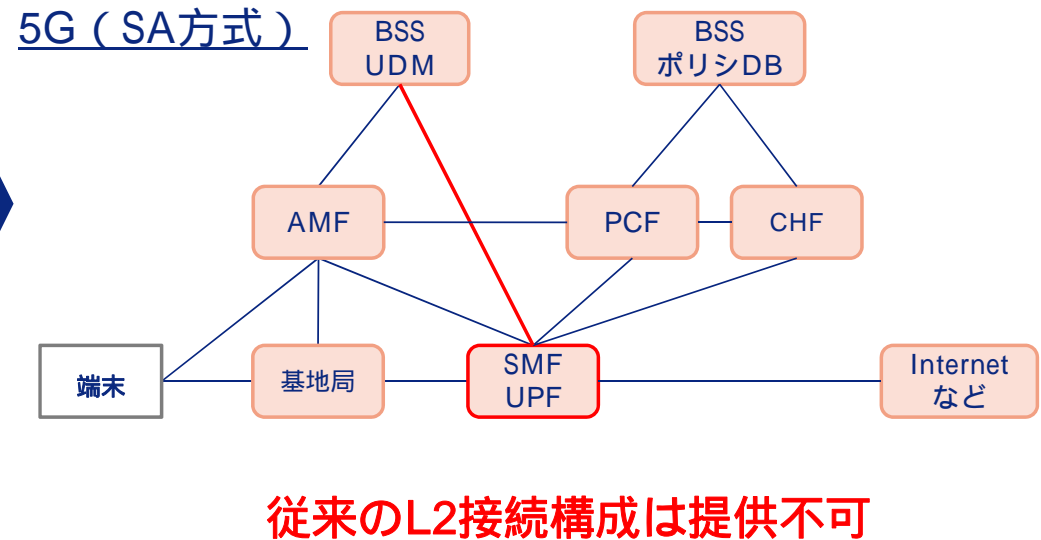 5G（SA方式）
BSS
UDM
BSS
ポリシDB
AMF
PCF
CHF
端末
基地局
SMF
UPF
Internet
など
従来のL2接続構成は提供不可